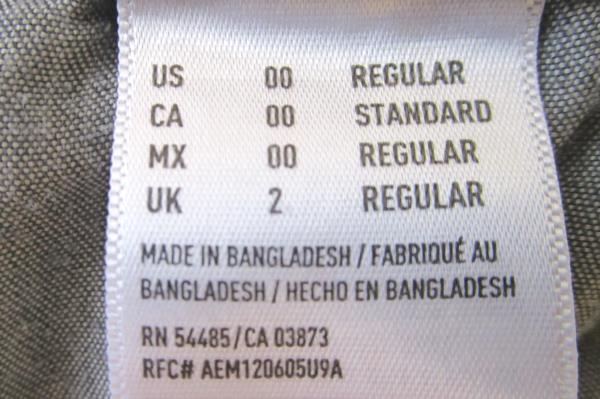 US 00 REGULAR
CA 00 STANDARD
MX 00 REGULAR
UK 2 REGULAR
MADE IN BANGLADESH / FABRIQUÉ AU
BANGLADESH / HECHO EN BANGLADESH
RN 54485/CA 03873
RFC# AEM120605U9A